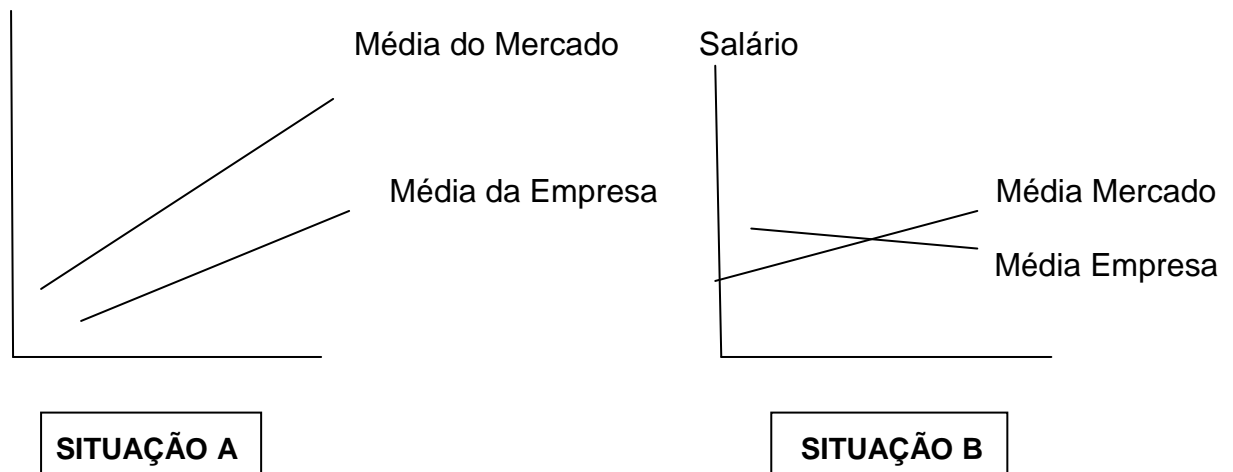 Média do Mercado
Salário
Média da Empresa
Média Mercado
Média Empresa
SITUAÇÃO A
SITUAÇÃO B